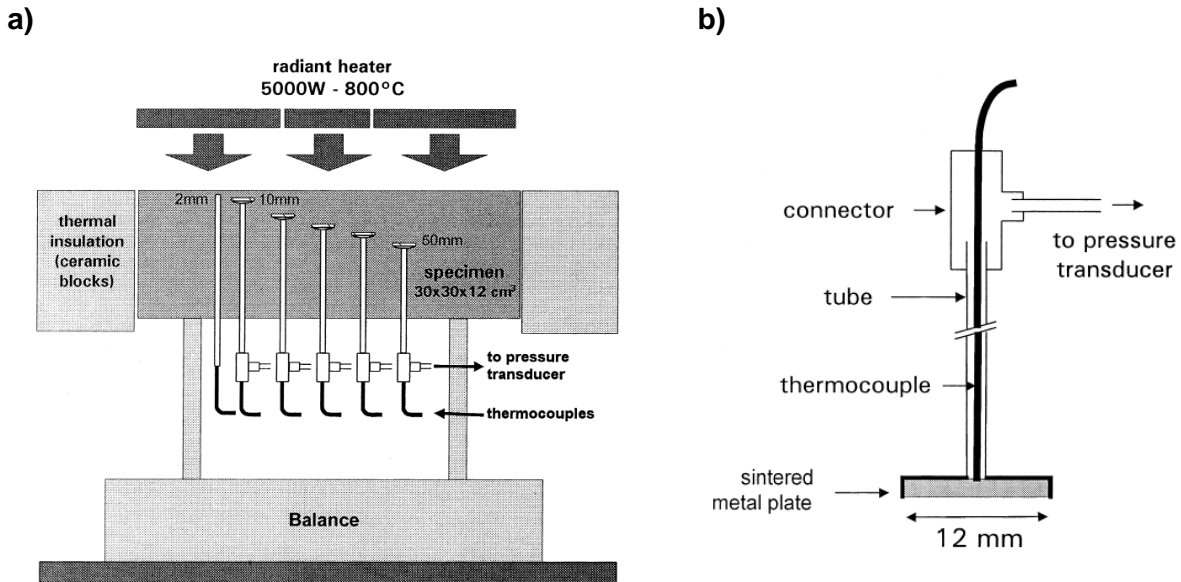 a)
radiant heater
5000W - 800°C
2mm
10mm
thermal
insulation
(ceramic
blocks)
50mm
specimen
30x30x12 cm³
to pressure
transducer
thermocouples
Balance
b)
connector
to pressure
transducer
tube
thermocouple
sintered
metal plate
12 mm